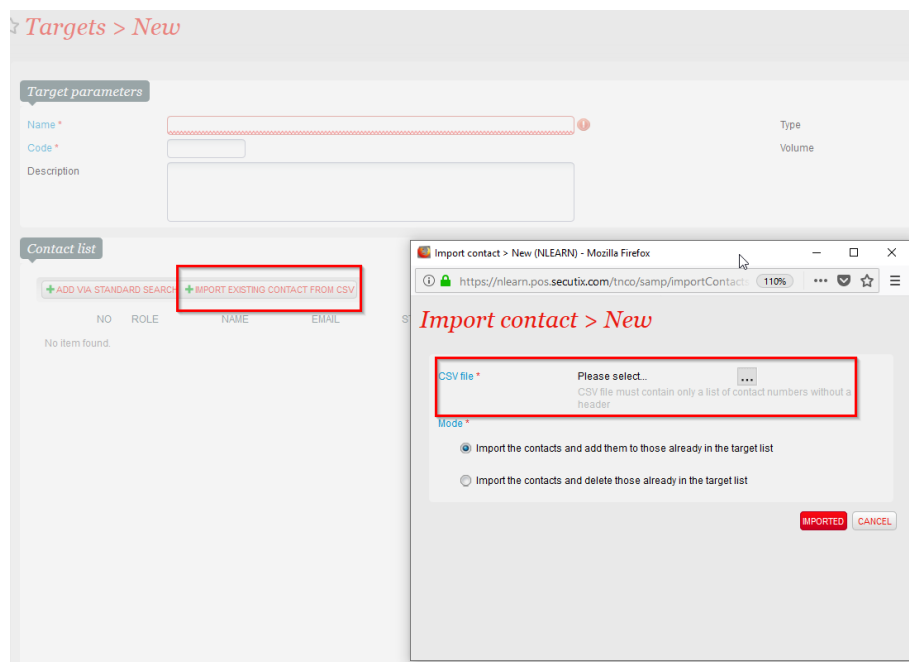 Targets > New
Target parameters
Name *
Type
Code *
Volume
Description
Contact list
ADD VIA STANDARD SEARCH
IMPORT EXISTING CONTACT FROM CSV
NO ROLE NAME EMAIL
No item found.
Import contact > New (NLEARN) - Mozilla Firefox
https://nlearn.pos.secutix.com/tnco/samp/importContact
110%
Import contact > New
CSV file *
Please select...
...
CSV file must contain only a list of contact numbers without a
header
Mode *
Import the contacts and add them to those already in the target list
Import the contacts and delete those already in the target list
IMPORTED
CANCEL